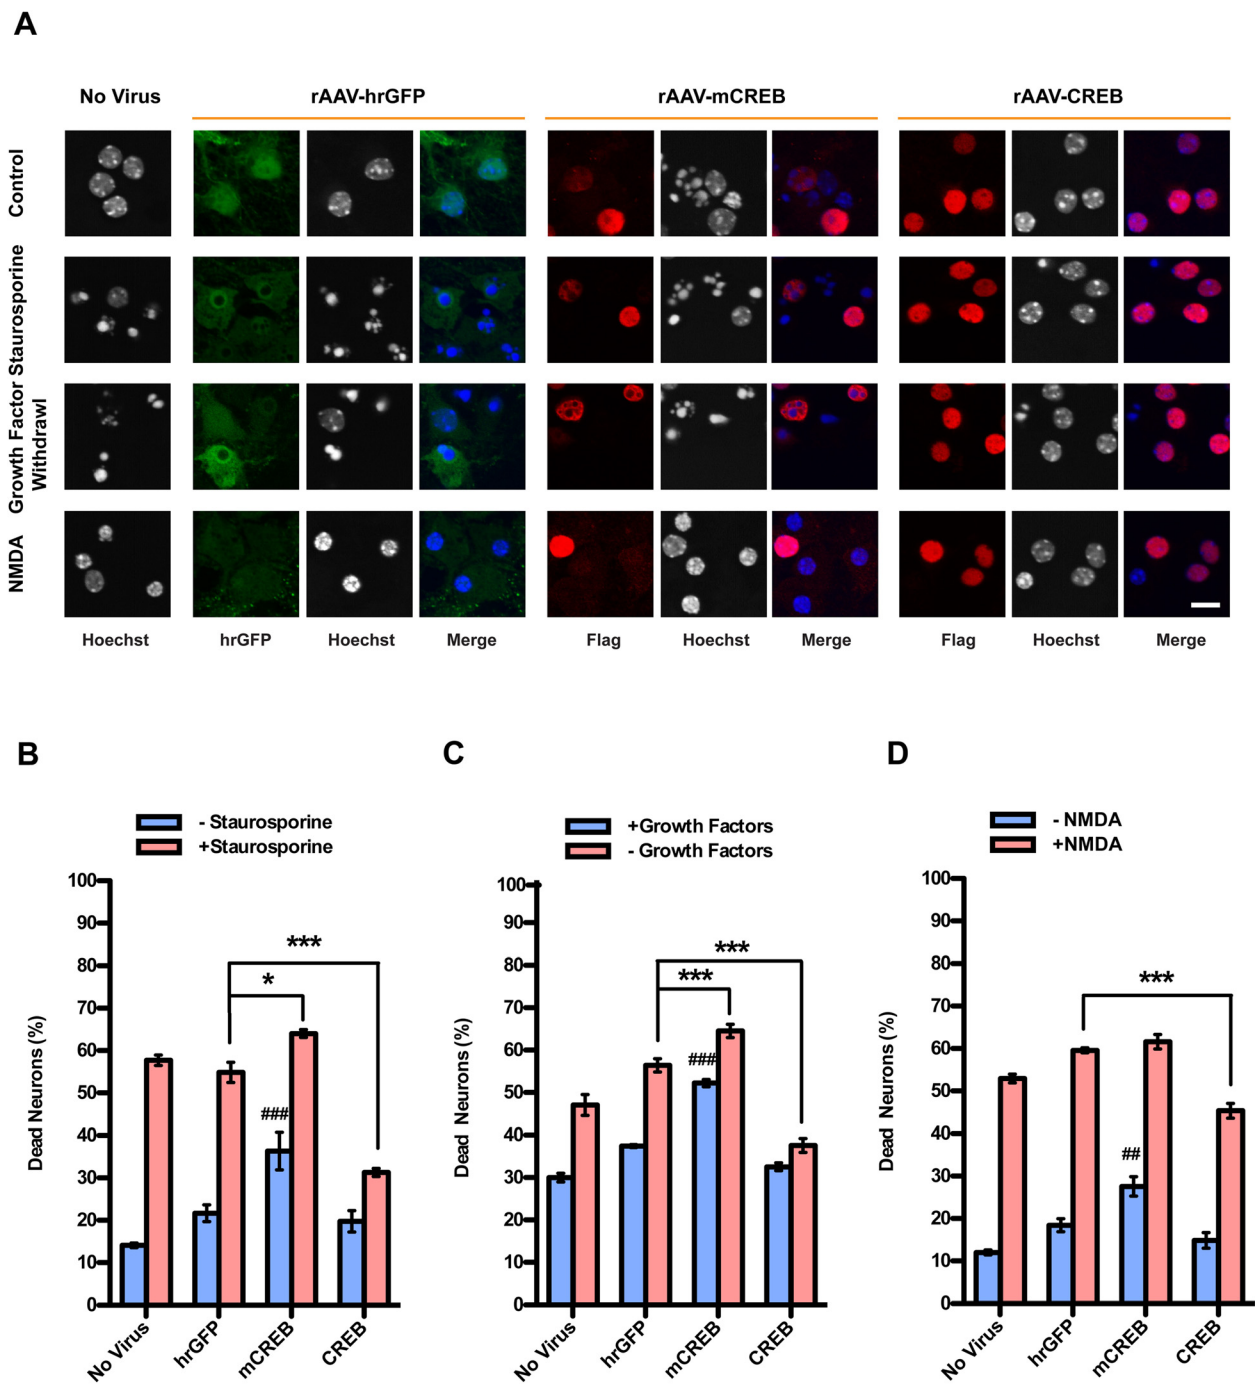 A
No Virus rAAV-hrGFP rAAV-mCREB rAAV-CREB
Control
Staurosporine
Growth Factor
Withdrawl
NMDA
Hoechst hrGFP Hoechst Merge Flag Hoechst Merge Flag Hoechst Merge
B
- Staurosporine
+Staurosporine
Dead Neurons (%)
100
90
80
70
60
50
40
30
20
10
0
***
*
###
No Virus hrGFP mCREB CREB
C
+Growth Factors
- Growth Factors
Dead Neurons (%)
100
90
80
70
60
50
40
30
20
10
0
***
***
###
No Virus hrGFP mCREB CREB
D
- NMDA
+NMDA
Dead Neurons (%)
100
90
80
70
60
50
40
30
20
10
0
***
##
No Virus hrGFP mCREB CREB